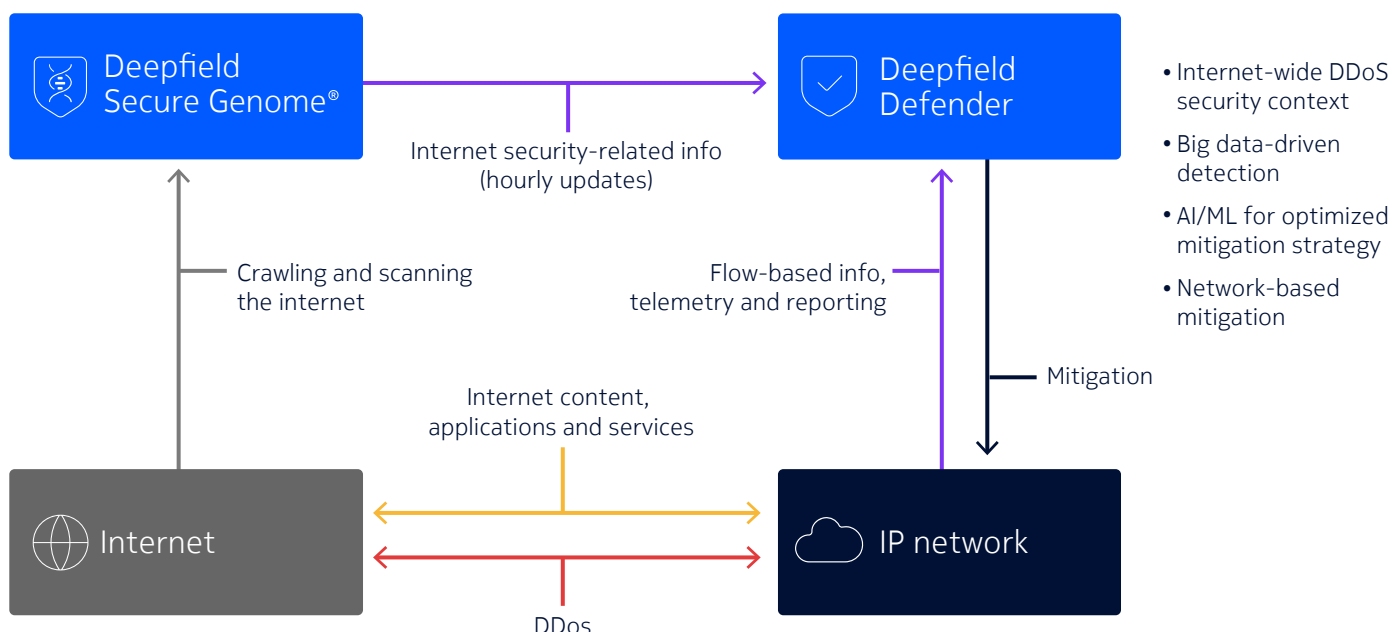 Deepfield
Secure Genome®
Deepfield
Defender
• Internet-wide DDoS
security context
• Big data-driven
detection
• AI/ML for optimized
mitigation strategy
• Network-based
mitigation
Internet security-related info
(hourly updates)
Crawling and scanning
the internet
Flow-based info,
telemetry and reporting
Mitigation
Internet content,
applications and services
Internet
IP network
DDos